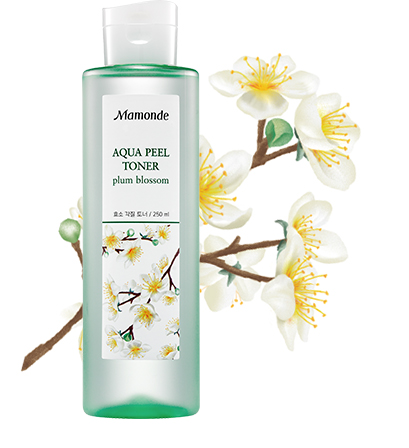 Mamonde
AQUA PEEL
TONER
plum blossom
효소 각질 토너 / 250 ml